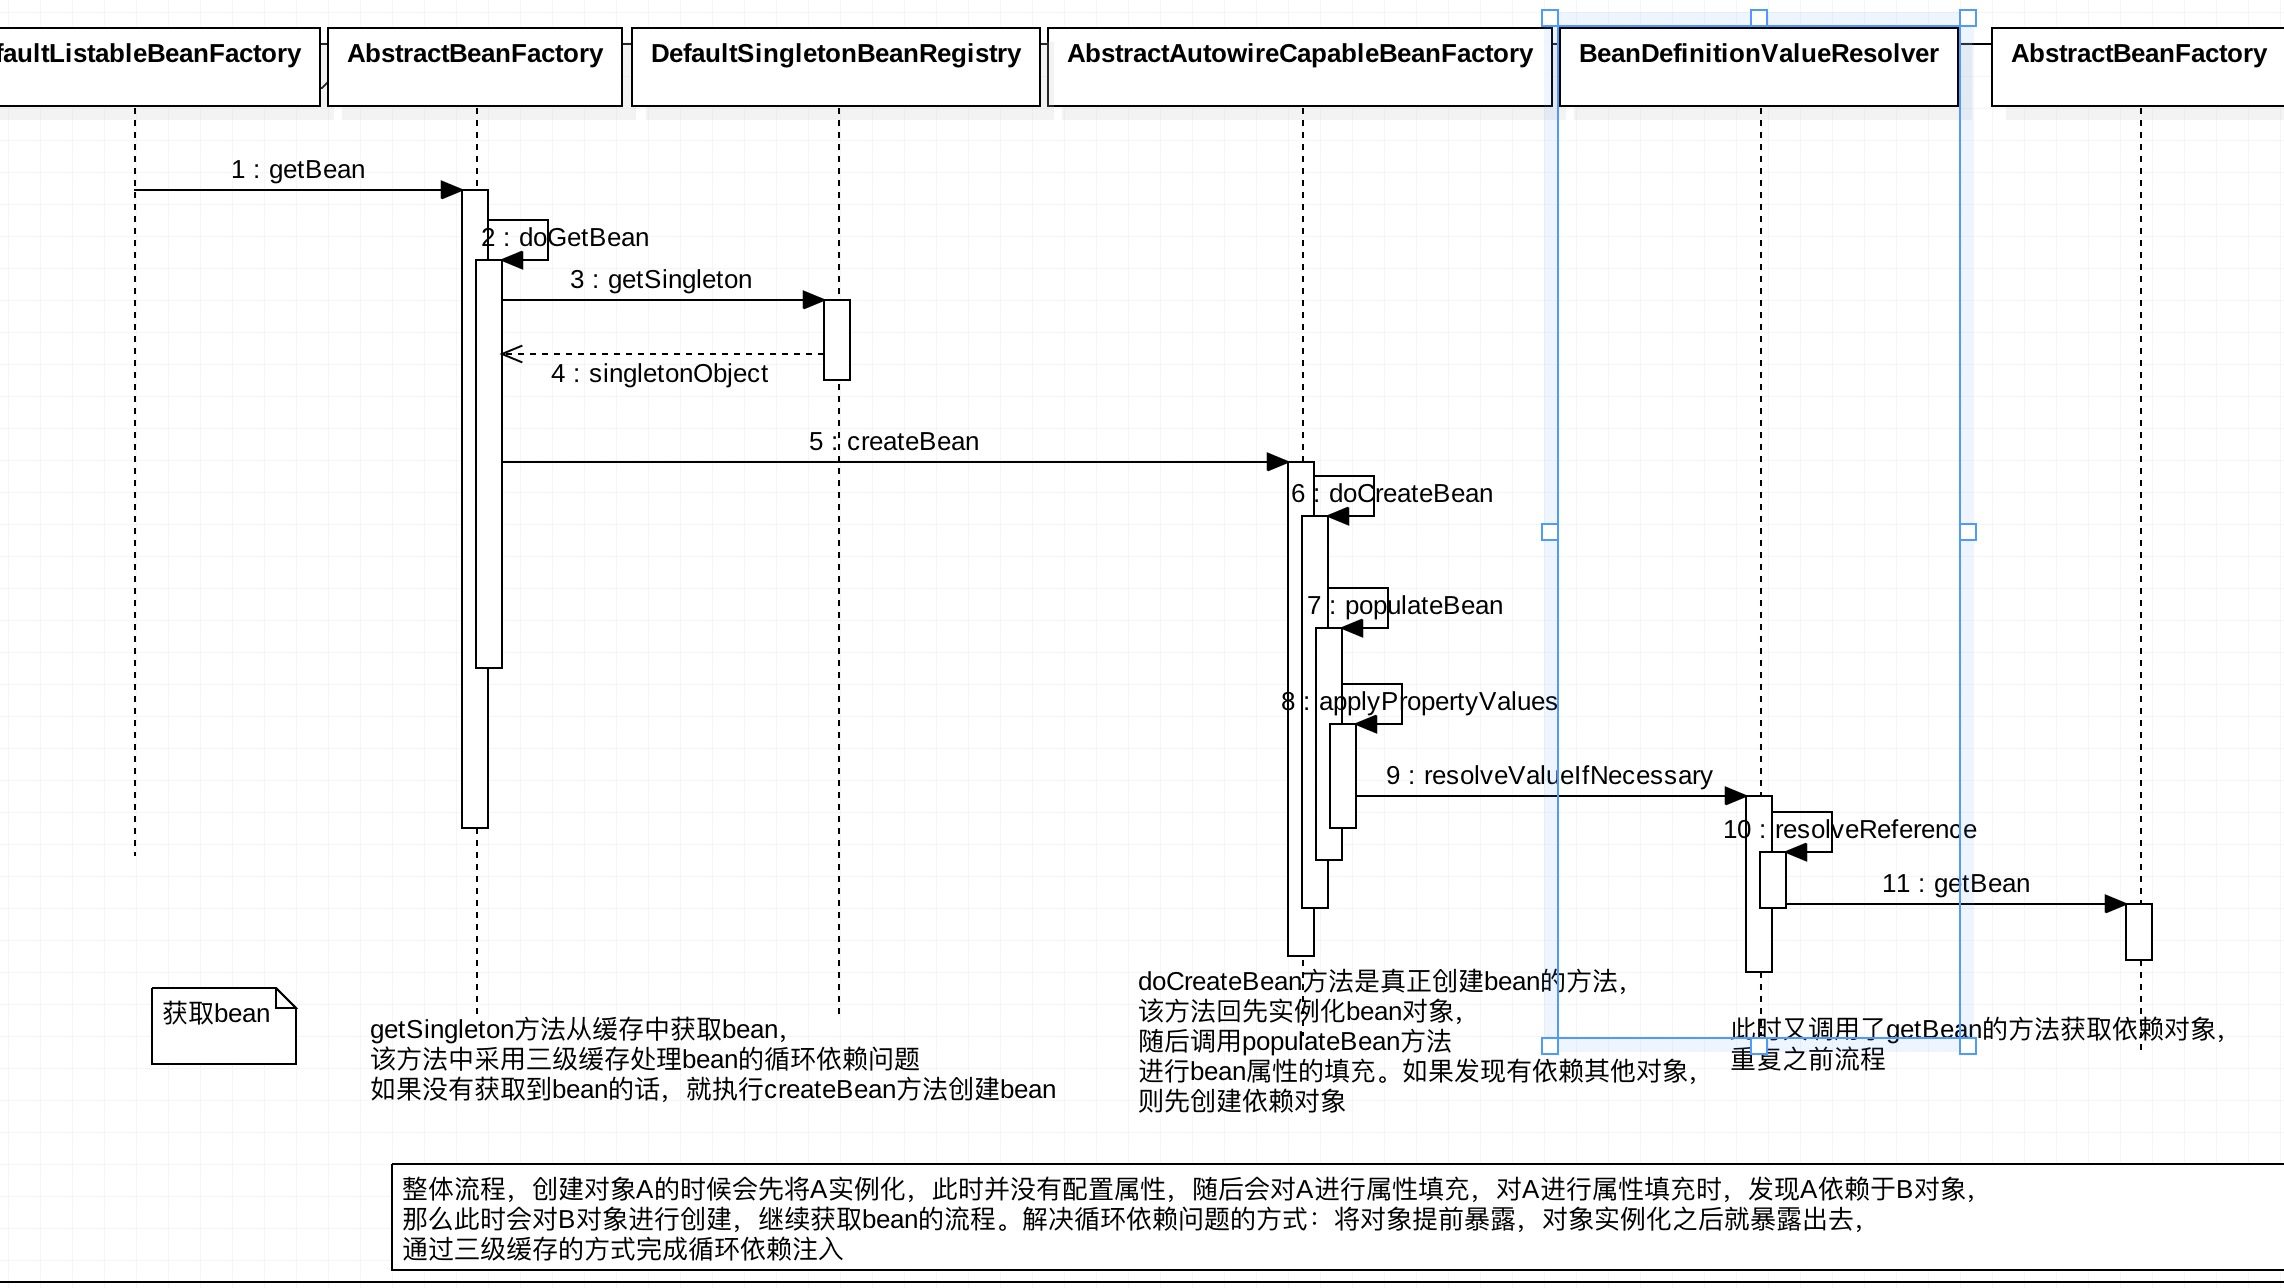 faultListableBeanFactory
AbstractBeanFactory
DefaultSingletonBeanRegistry
AbstractAutowireCapableBeanFactory
BeanDefinitionValueResolver
AbstractBeanFactory
1 : getBean
2 : doGetBean
3 : getSingleton
4 : singletonObject
5 : createBean
6 : doCreateBean
7 : populateBean
8 : applyPropertyValues
9 : resolveValueIfNecessary
10 : resolveReference
11 : getBean
获取bean
getSingleton方法从缓存中获取bean，
该方法中采用三级缓存处理bean的循环依赖问题
如果没有获取到bean的话，就执行createBean方法创建bean
doCreateBean方法是真正创建bean的方法，
该方法回先实例化bean对象，
随后调用populateBean方法
进行bean属性的填充。如果发现有依赖其他对象，
则先创建依赖对象
此时又调用了getBean的方法获取依赖对象，
重复之前流程
整体流程，创建对象A的时候会先将A实例化，此时并没有配置属性，随后会对A进行属性填充，对A进行属性填充时，发现A依赖于B对象，
那么此时会对B对象进行创建，继续获取bean的流程。解决循环依赖问题的方式：将对象提前暴露，对象实例化之后就暴露出去，
通过三级缓存的方式完成循环依赖注入